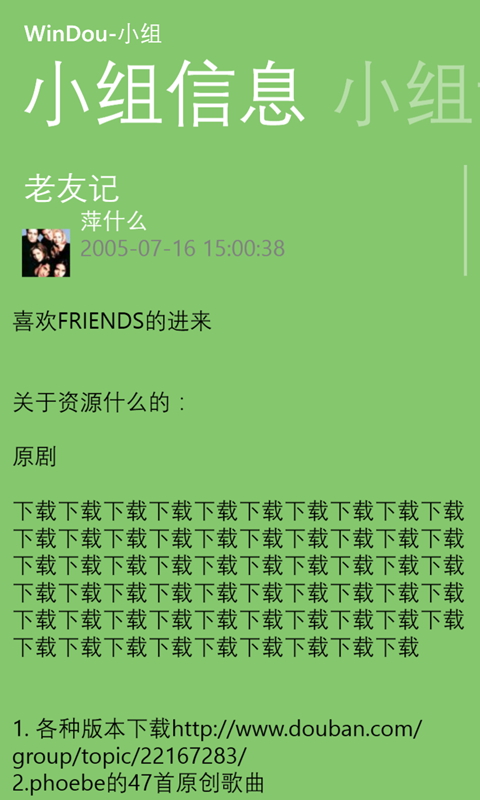 WinDou-小组
小组信息 小组
老友记
萍什么
2005-07-16 15:00:38
喜欢FRIENDS的进来
关于资源什么的：
原剧
下载下载下载下载下载下载下载下载下载下载
下载下载下载下载下载下载下载下载下载下载
下载下载下载下载下载下载下载下载下载下载
下载下载下载下载下载下载下载下载下载下载
下载下载下载下载下载下载下载下载下载下载
下载下载下载下载下载下载下载下载下载
1. 各种版本下载http://www.douban.com/
group/topic/22167283/
2.phoebe的47首原创歌曲